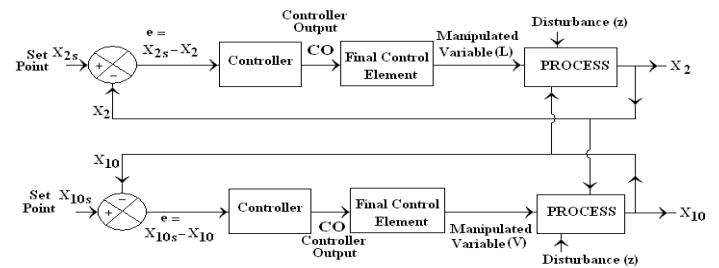 Controller Output
CO
Manipulated Variable (L)
Disturbance (z)
Set Point
X2s
+
−
e = X2s−X2
Controller
Final Control Element
PROCESS
X2
X2
X10
Set Point
X10s
−
+
e = X10s−X10
Controller
CO
Controller Output
Final Control Element
Manipulated Variable (V)
PROCESS
X10
Disturbance (z)